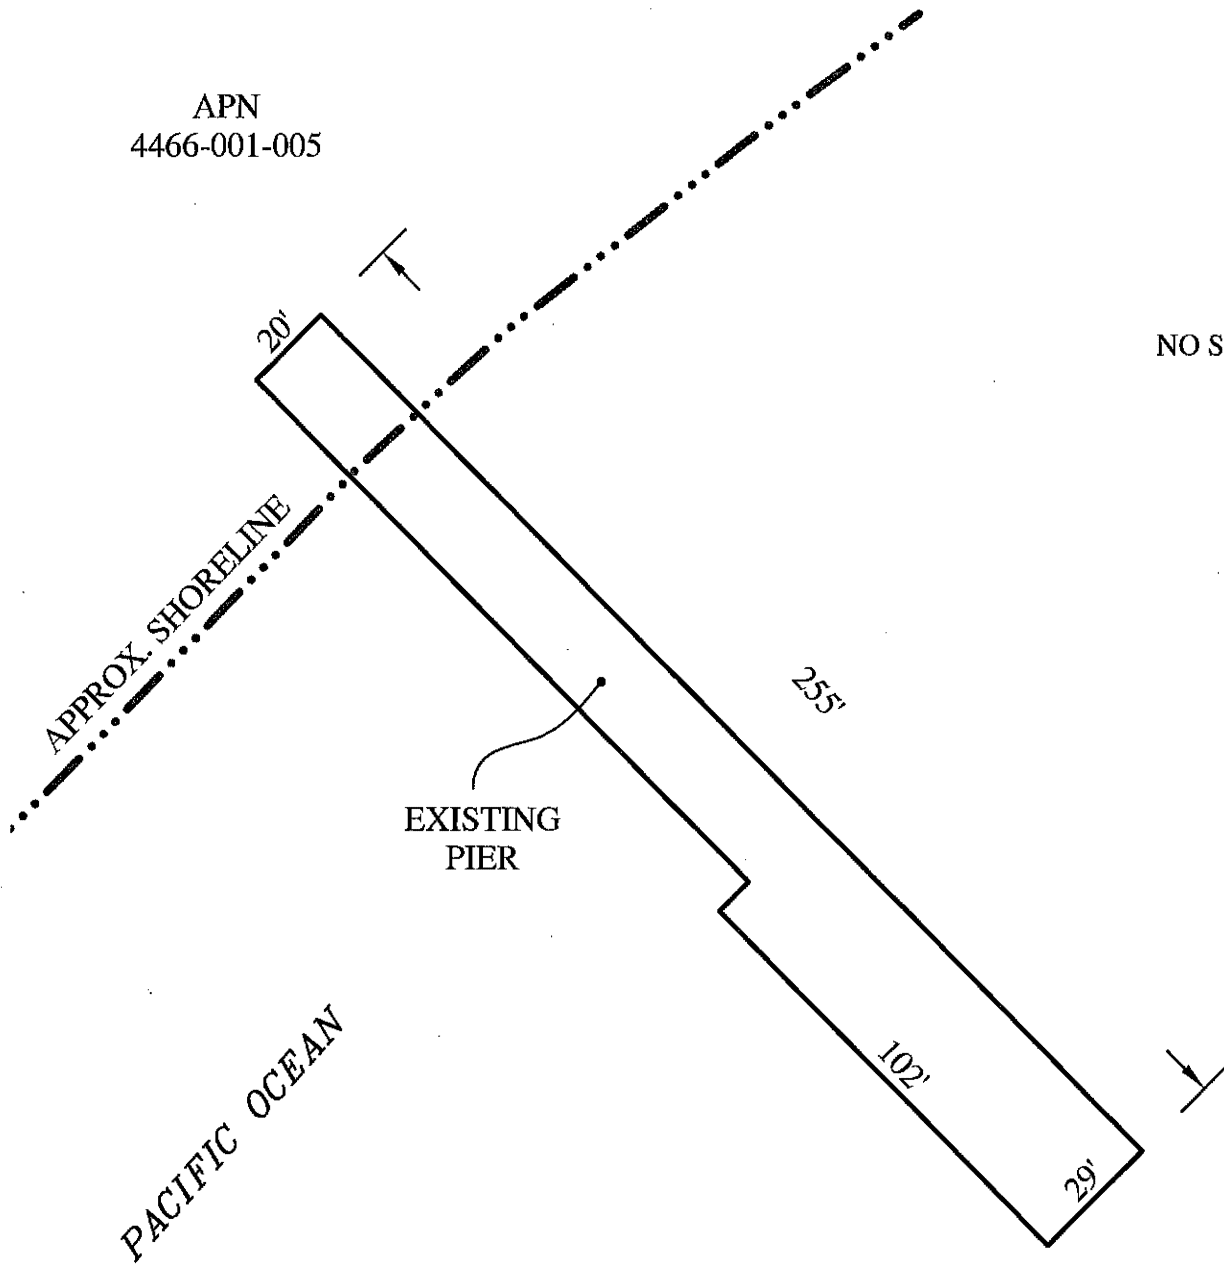 APN
4466-001-005
20'
NO S
APPROX. SHORELINE
255'
EXISTING
PIER
102'
PACIFIC OCEAN
29'